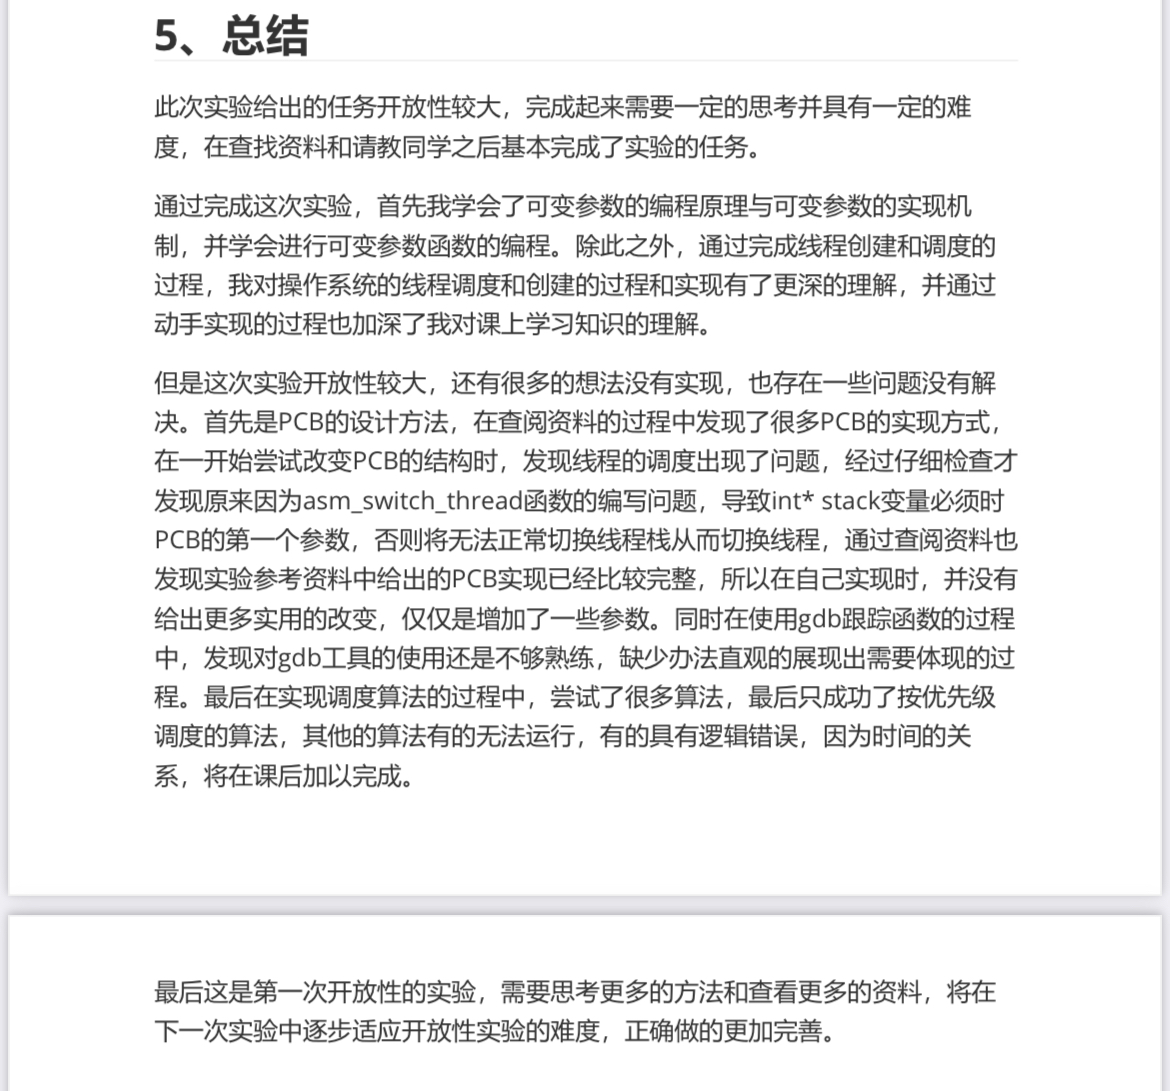 5、总结
此次实验给出的任务开放性较大，完成起来需要一定的思考并具有一定的难
度，在查找资料和请教同学之后基本完成了实验的任务。
通过完成这次实验，首先我学会了可变参数的编程原理与可变参数的实现机
制，并学会进行可变参数函数的编程。除此之外，通过完成线程创建和调度的
过程，我对操作系统的线程调度和创建的过程和实现有了更深的理解，并通过
动手实现的过程也加深了我对课上学习知识的理解。
但是这次实验开放性较大，还有很多的想法没有实现，也存在一些问题没有解
决。首先是PCB的设计方法，在查阅资料的过程中发现了很多PCB的实现方式，
在一开始尝试改变PCB的结构时，发现线程的调度出现了问题，经过仔细检查才
发现原来因为asm_switch_thread函数的编写问题，导致int* stack变量必须时
PCB的第一个参数，否则将无法正常切换线程栈从而切换线程，通过查阅资料也
发现实验参考资料中给出的PCB实现已经比较完整，所以在自己实现时，并没有
给出更多实用的改变，仅仅是增加了一些参数。同时在使用gdb跟踪函数的过程
中，发现对gdb工具的使用还是不够熟练，缺少办法直观的展现出需要体现的过
程。最后在实现调度算法的过程中，尝试了很多算法，最后只成功了按优先级
调度的算法，其他的算法有的无法运行，有的具有逻辑错误，因为时间的关
系，将在课后加以完成。
最后这是第一次开放性的实验，需要思考更多的方法和查看更多的资料，将在
下一次实验中逐步适应开放性实验的难度，正确做的更加完善。